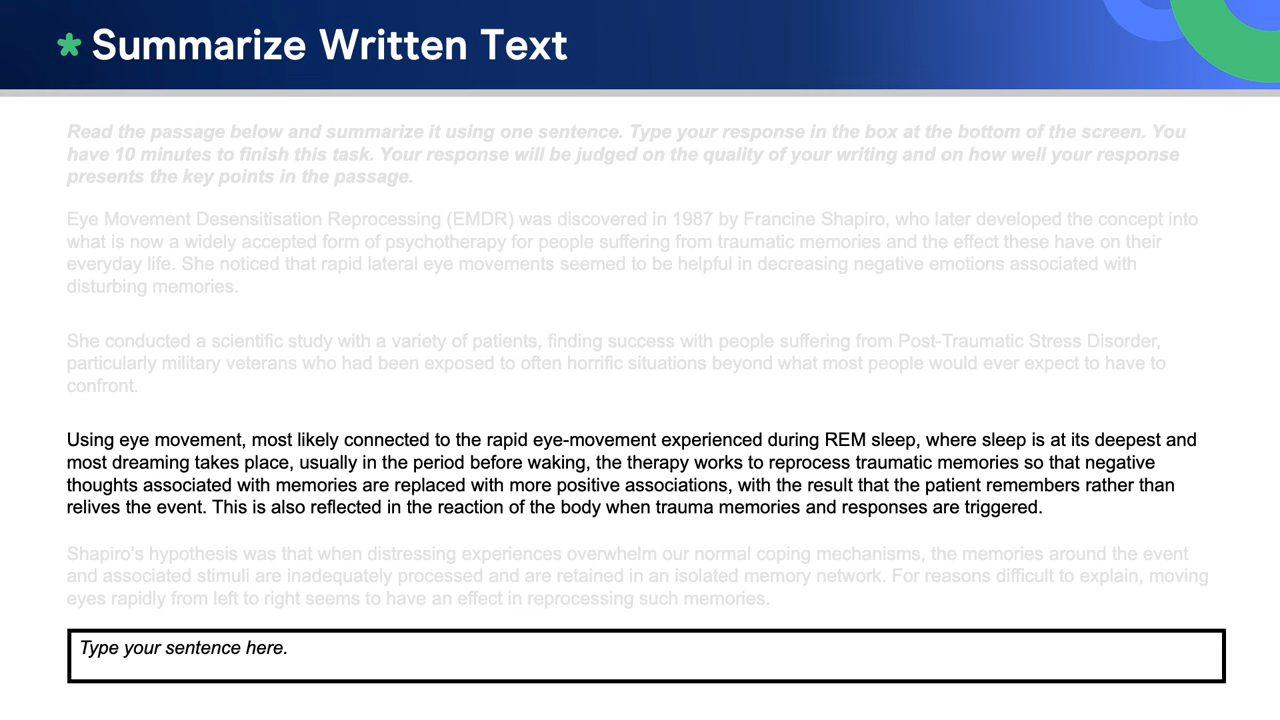 Summarize Written Text
Read the passage below and summarize it using one sentence. Type your response in the box at the bottom of the screen. You
have 10 minutes to finish this task. Your response will be judged on the quality of your writing and on how well your response
presents the key points in the passage.
Eye Movement Desensitisation Reprocessing (EMDR) was discovered in 1987 by Francine Shapiro, who later developed the concept into
what is now a widely accepted form of psychotherapy for people suffering from traumatic memories and the effect these have on their
everyday life. She noticed that rapid lateral eye movements seemed to be helpful in decreasing negative emotions associated with
disturbing memories.
She conducted a scientific study with a variety of patients, finding success with people suffering from Post-Traumatic Stress Disorder,
particularly military veterans who had been exposed to often horrific situations beyond what most people would ever expect to have to
confront.
Using eye movement, most likely connected to the rapid eye-movement experienced during REM sleep, where sleep is at its deepest and
most dreaming takes place, usually in the period before waking, the therapy works to reprocess traumatic memories so that negative
thoughts associated with memories are replaced with more positive associations, with the result that the patient remembers rather than
relives the event. This is also reflected in the reaction of the body when trauma memories and responses are triggered.
Shapiro's hypothesis was that when distressing experiences overwhelm our normal coping mechanisms, the memories around the event
and associated stimuli are inadequately processed and are retained in an isolated memory network. For reasons difficult to explain, moving
eyes rapidly from left to right seems to have an effect in reprocessing such memories.
Type your sentence here.